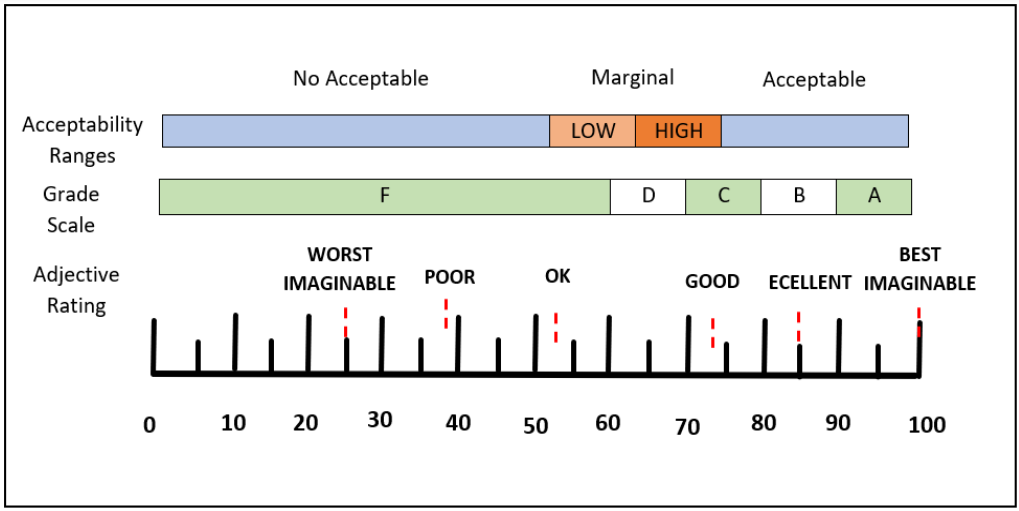 No Acceptable Marginal Acceptable
Acceptability
Ranges
LOW HIGH
Grade
Scale
F D C B A
Adjective
Rating
WORST
IMAGINABLE
POOR
OK
GOOD
ECELLENT
BEST
IMAGINABLE
0 10 20 30 40 50 60 70 80 90 100